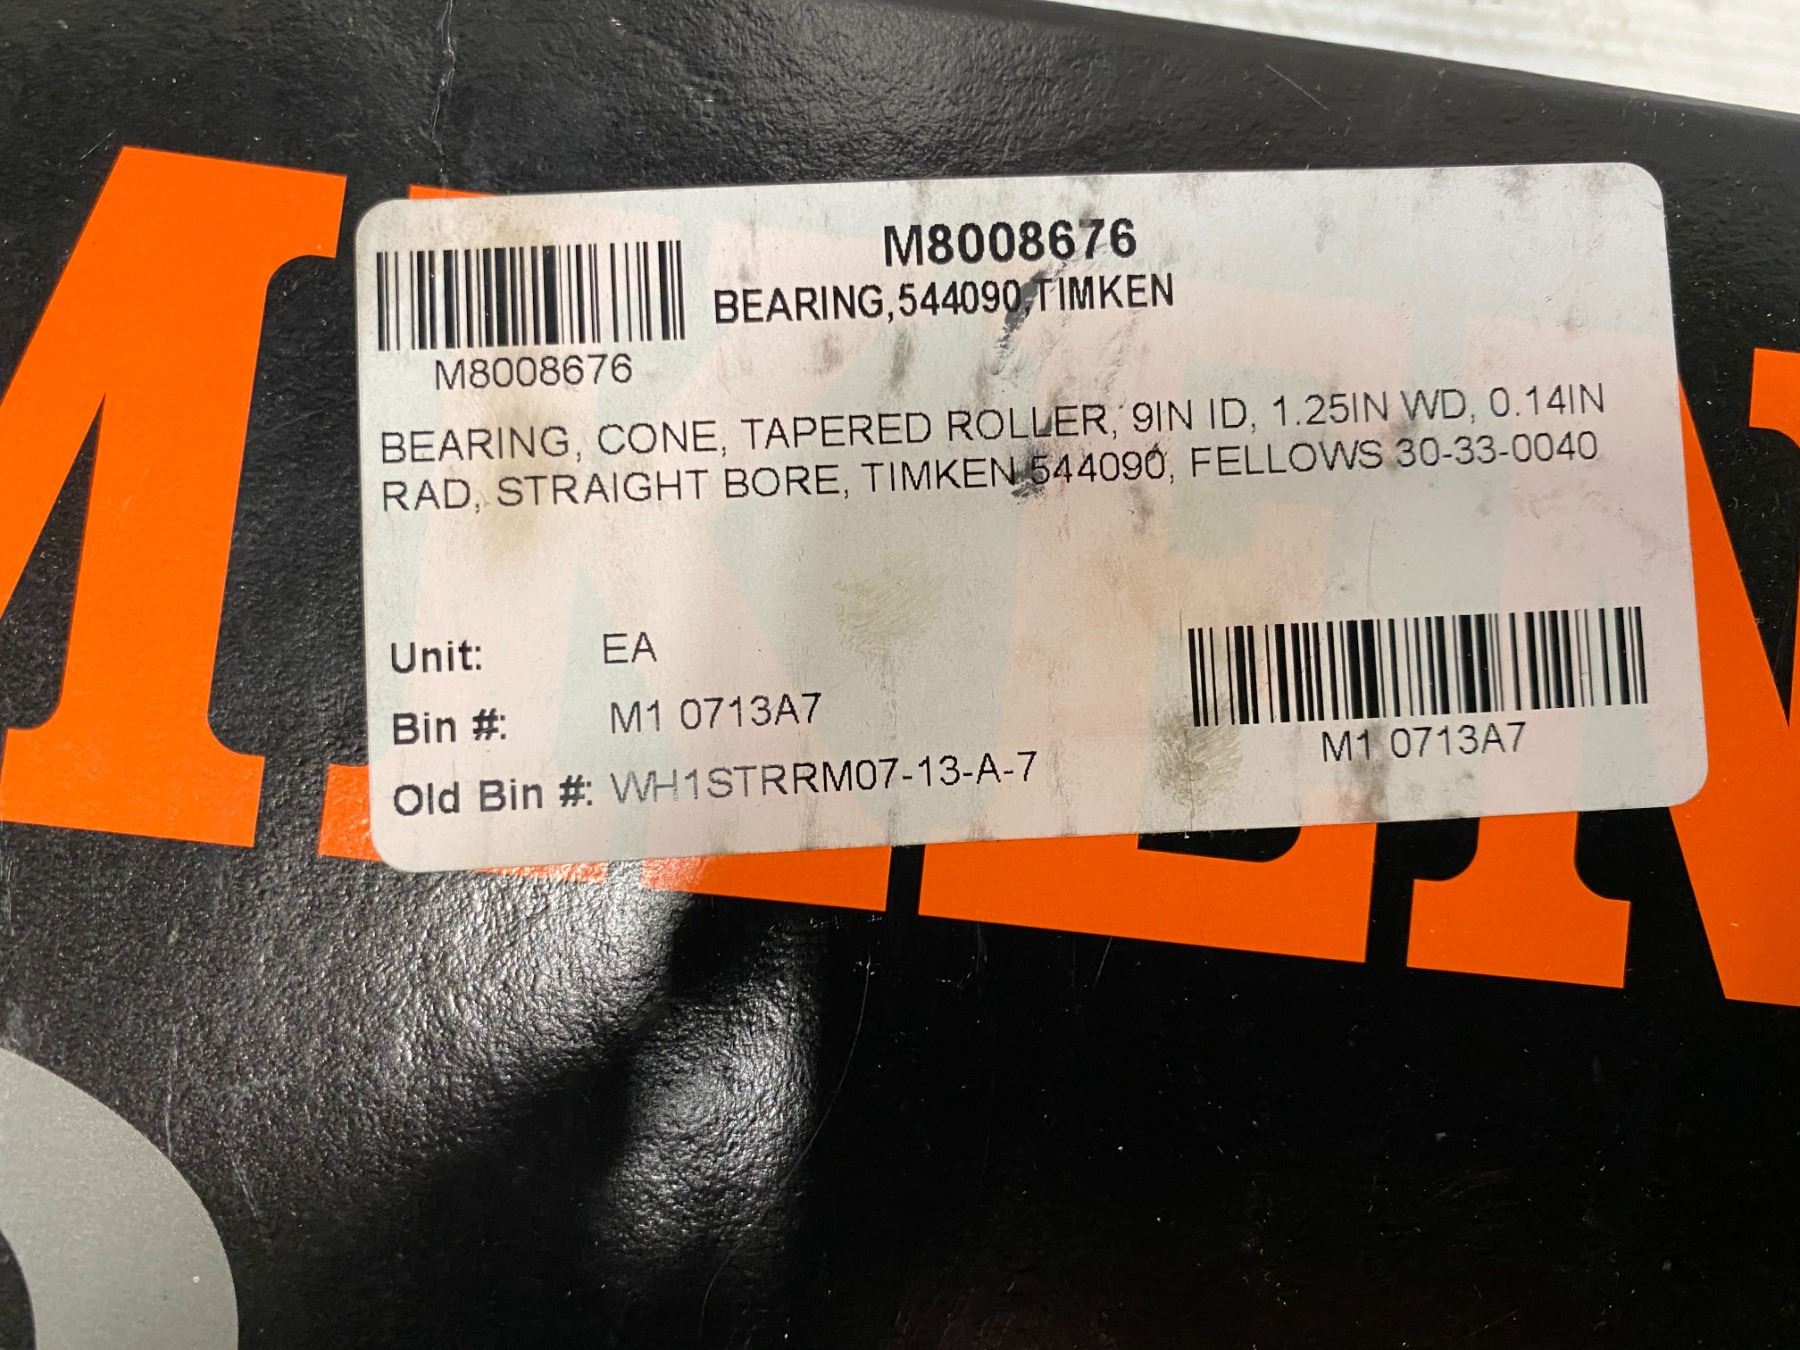 M8008676
BEARING,544090,TIMKEN
M8008676
BEARING, CONE, TAPERED ROLLER, 9IN ID, 1.25IN WD, 0.14IN
RAD, STRAIGHT BORE, TIMKEN 544090, FELLOWS 30-33-0040
Unit: EA
Bin #: M1 0713A7
Old Bin #: WH1STRRM07-13-A-7
M1 0713A7